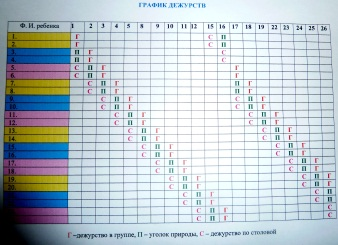 ГРАФИК ДЕЖУРСТВ
Ф. И. ребенка 1 2 3 4 5 8 9 10 11 12 15 16 17 18 19 22 23 24 25 26
1. Г С П
2. Г С П
3. П Г С
4. П Г С
5. С П Г Г
6. С П Г Г
7. С П Г П Г
8. С П Г П Г
9. С П Г С П Г
10. С П Г С П Г
11. С П Г С П Г
12. С П Г С П Г
13. С П Г С П Г
14. С П Г С П Г
15. С П Г С П Г
16. С П Г С П Г
17. С П Г С П Г
18. С П Г С П Г
19. С П Г С П Г
20. С П Г С П Г
С П Г С П
С П Г С П
С П Г С
Г –дежурство в группе, П – уголок природы, С – дежурство по столовой